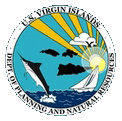 U.S. VIRGIN ISLANDS
DEPT. OF PLANNING AND NATURAL RESOURCES